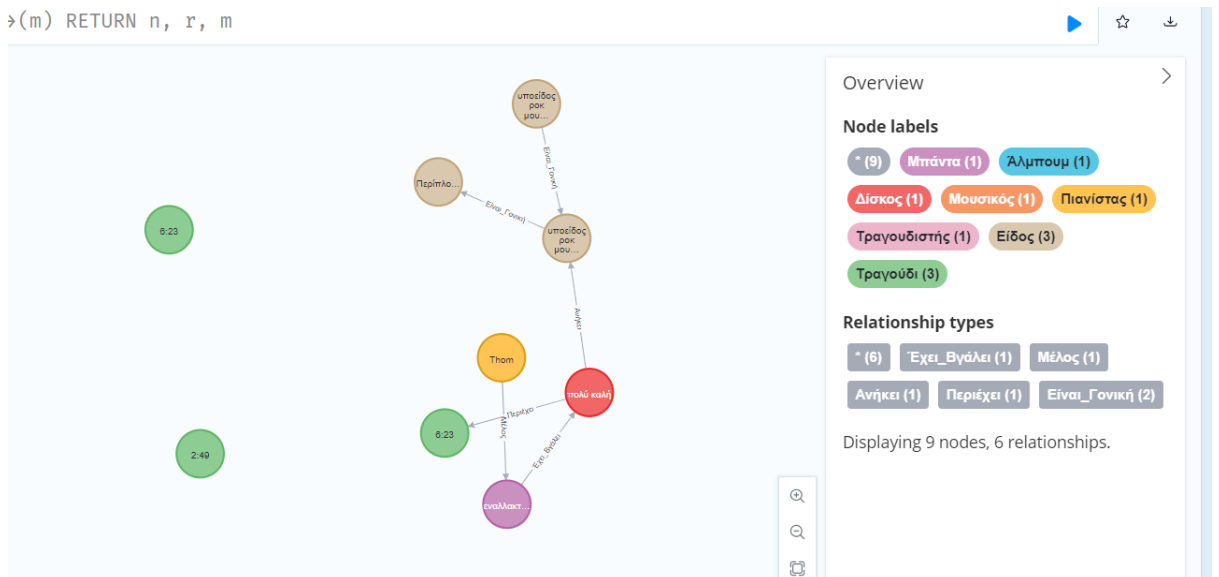 →(m) RETURN n, r, m
υποείδος
ροκ
μου...
Είναι_Γονική
Περίπλο...
Είναι_Γονική
6:23
υποείδος
ροκ
μου...
Ανήκει
Thom
πολύ καλή
Περιέχει
6:23
Μέλος
Έχει_Βγάλει
2:49
εναλλακτ...
Overview
Node labels
* (9) Μπάντα (1) Άλμπουμ (1)
Δίσκος (1) Μουσικός (1) Πιανίστας (1)
Τραγουδιστής (1) Είδος (3)
Τραγούδι (3)
Relationship types
* (6) Έχει_Βγάλει (1) Μέλος (1)
Ανήκει (1) Περιέχει (1) Είναι_Γονική (2)
Displaying 9 nodes, 6 relationships.